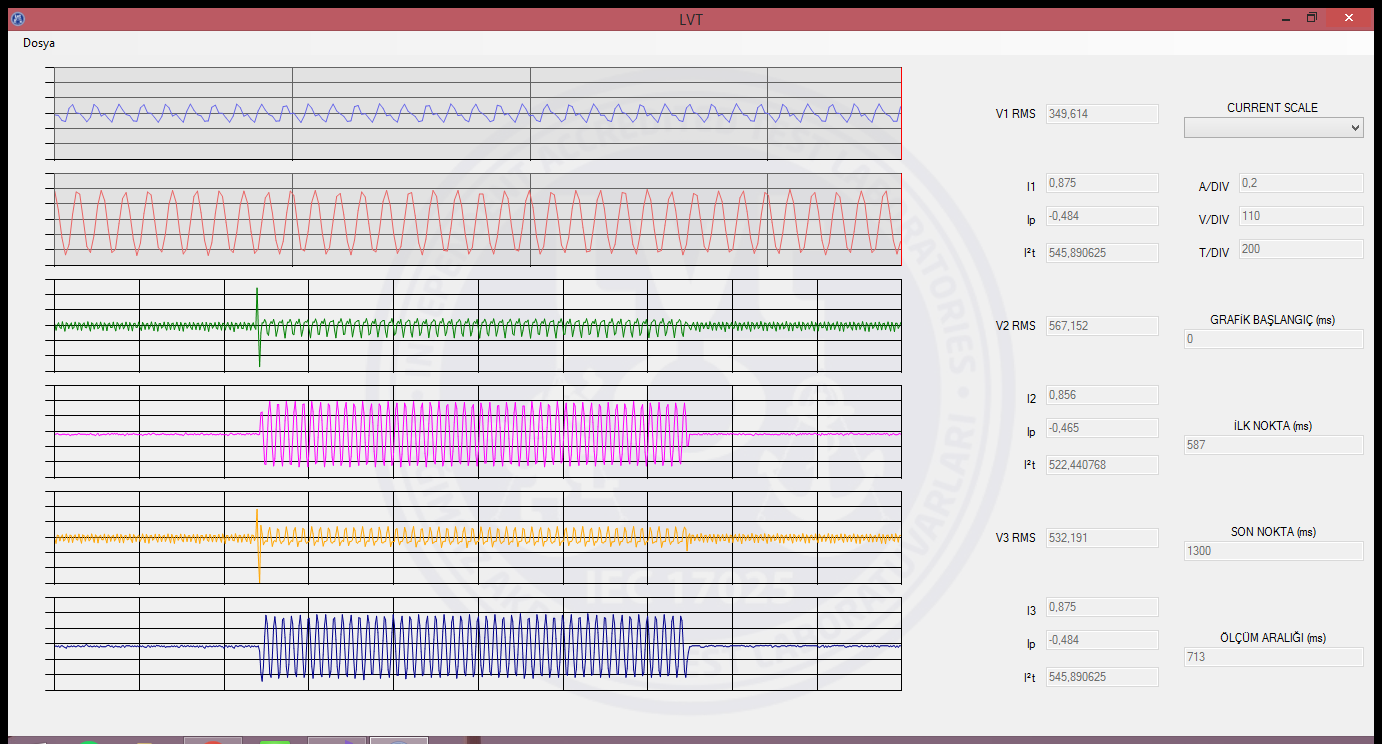 LVT
Dosya
V1 RMS 349,614
CURRENT SCALE
I1 0,875
A/DIV 0,2
Ip -0,484
V/DIV 110
I²t 545,890625
T/DIV 200
V2 RMS 567,152
GRAFİK BAŞLANGIÇ (ms)
0
I2 0,856
Ip -0,465
İLK NOKTA (ms)
587
I²t 522,440768
V3 RMS 532,191
SON NOKTA (ms)
1300
I3 0,875
Ip -0,484
ÖLÇÜM ARALIĞI (ms)
713
I²t 545,890625
IEC 17025